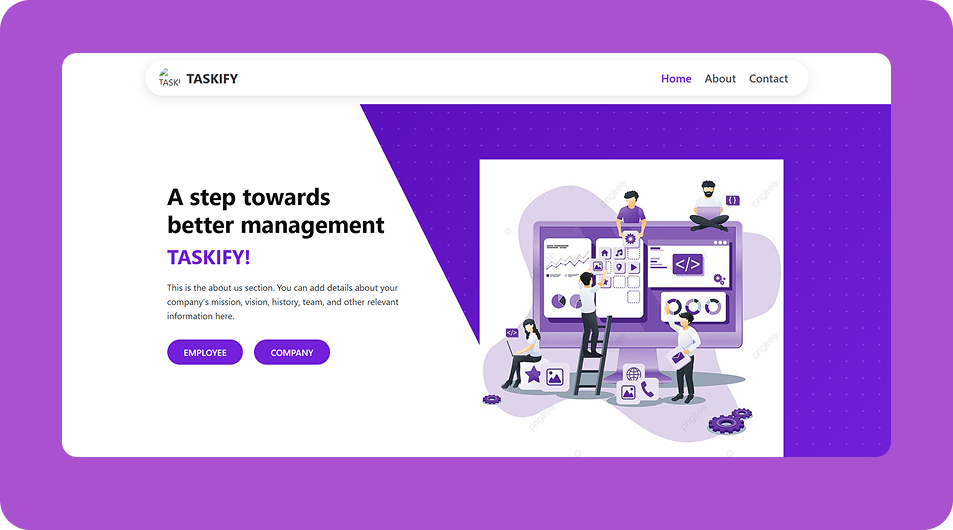 TASK!
TASKIFY
Home About Contact
A step towards
better management
TASKIFY!
This is the about us section. You can add details about your
company's mission, vision, history, team, and other relevant
information here.
EMPLOYEE COMPANY